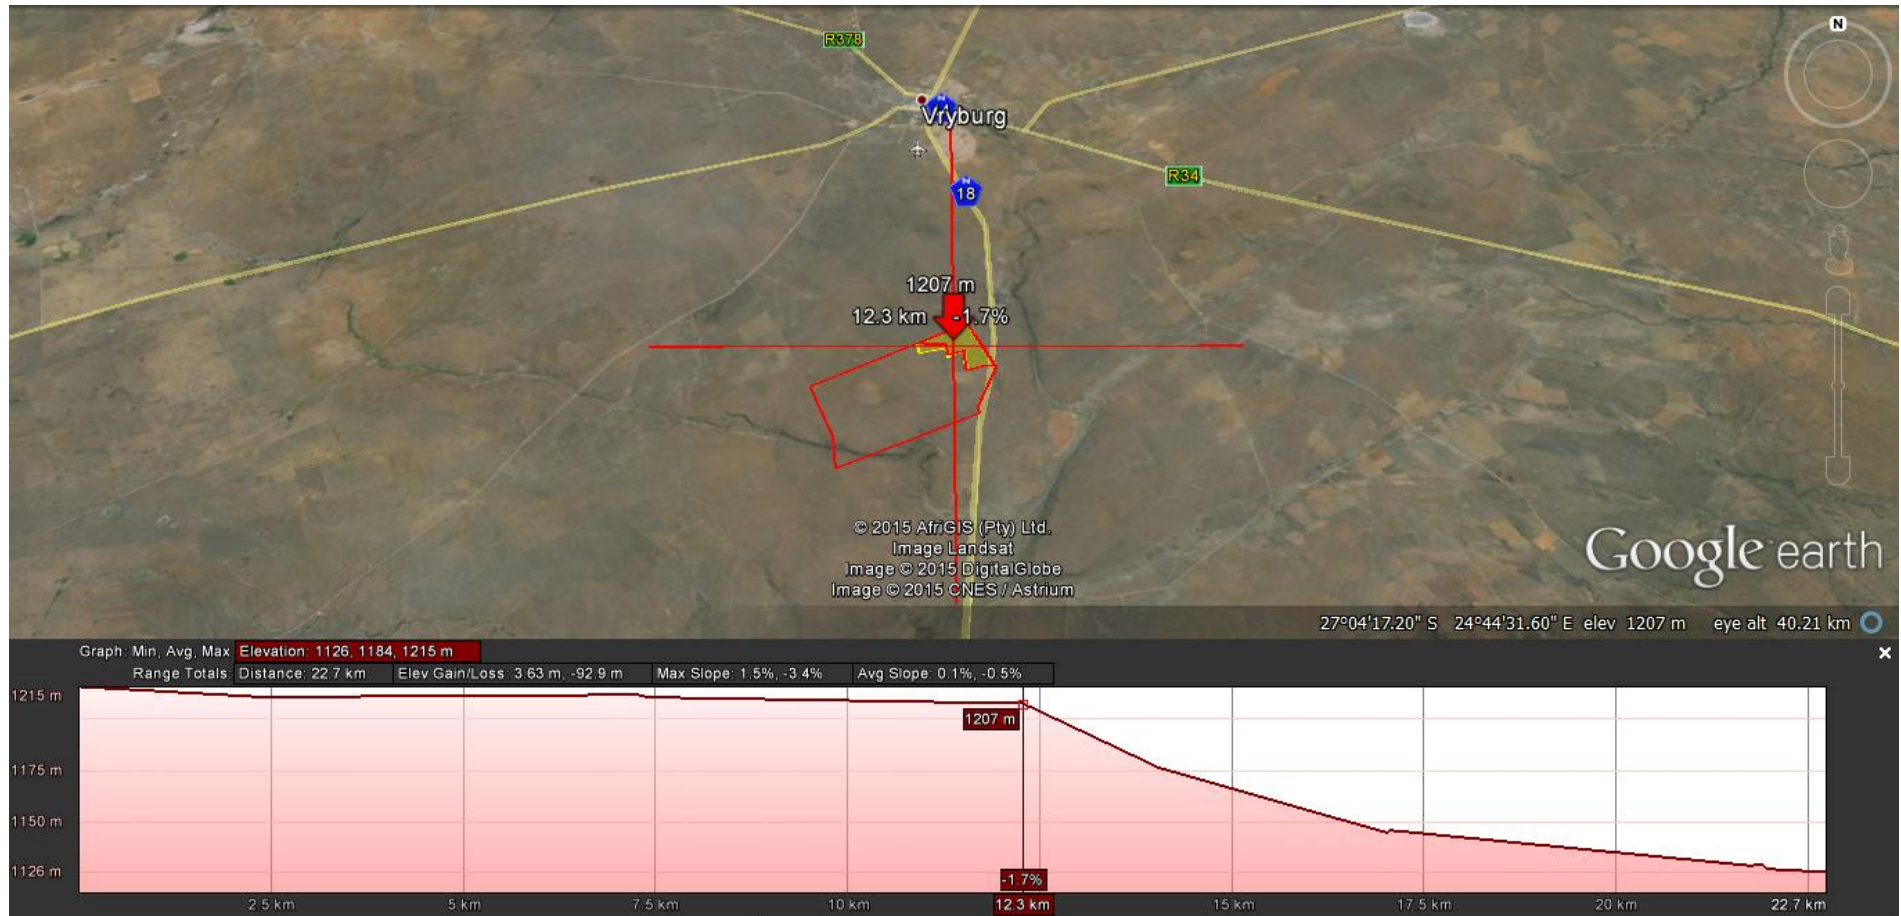 R378
N
N
Vryburg
R34
N
18
1207 m
12.3 km -1.7%
© 2015 AfriGIS (Pty) Ltd.
Image Landsat
Image © 2015 DigitalGlobe
Image © 2015 CNES / Astrium
Google earth
27°04'17.20" S 24°44'31.60" E elev 1207 m eye alt 40.21 km
Graph: Min, Avg, Max Elevation: 1126, 1184, 1215 m
Range Totals: Distance: 22.7 km Elev Gain/Loss: 3.63 m, -92.9 m Max Slope: 1.5%, -3.4% Avg Slope: 0.1%, -0.5%
1215 m
1207 m
1175 m
1150 m
1126 m
-1.7%
2.5 km 5 km 7.5 km 10 km 12.3 km 15 km 17.5 km 20 km 22.7 km